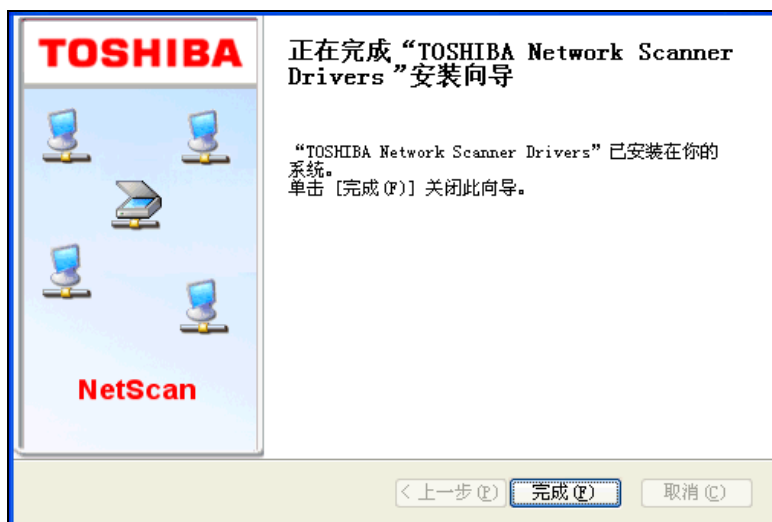 TOSHIBA
正在完成“TOSHIBA Network Scanner
Drivers”安装向导
“TOSHIBA Network Scanner Drivers”已安装在你的
系统。
单击 [完成(F)] 关闭此向导。
NetScan
<上一步(P)
完成(F)
取消(C)